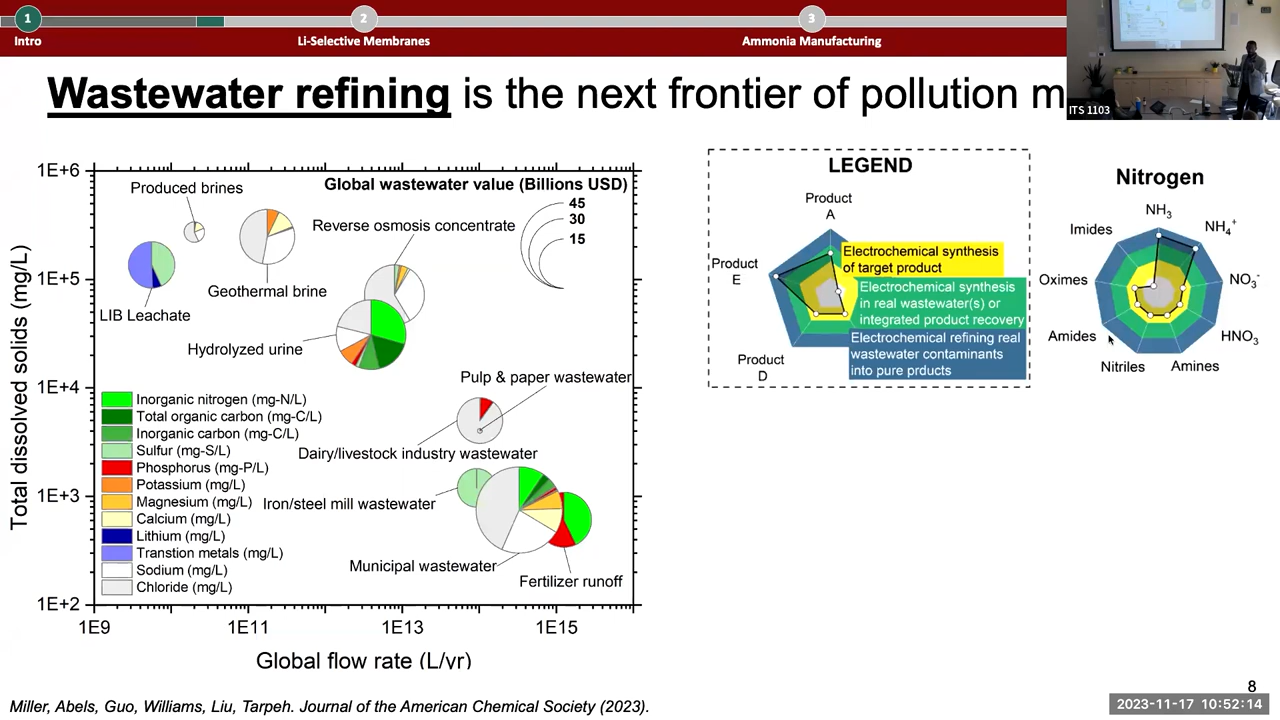 1
2
3
Intro
Li-Selective Membranes
Ammonia Manufacturing
ITS 1103
Wastewater refining is the next frontier of pollution m
1E+6
1E+5
1E+4
1E+3
1E+2
Total dissolved solids (mg/L)
Produced brines
Global wastewater value (Billions USD)
45
30
15
Reverse osmosis concentrate
Geothermal brine
LIB Leachate
Hydrolyzed urine
Pulp & paper wastewater
Dairy/livestock industry wastewater
Iron/steel mill wastewater
Municipal wastewater
Fertilizer runoff
Inorganic nitrogen (mg-N/L)
Total organic carbon (mg-C/L)
Inorganic carbon (mg-C/L)
Sulfur (mg-S/L)
Phosphorus (mg-P/L)
Potassium (mg/L)
Magnesium (mg/L)
Calcium (mg/L)
Lithium (mg/L)
Transtion metals (mg/L)
Sodium (mg/L)
Chloride (mg/L)
1E9
1E11
1E13
1E15
Global flow rate (L/yr)
LEGEND
Product
A
Product
E
Product
D
Electrochemical synthesis
of target product
Electrochemical synthesis
in real wastewater(s) or
integrated product recovery
Electrochemical refining real
wastewater contaminants
into pure prducts
Nitrogen
NH₃
NH₄⁺
NO₃⁻
HNO₃
Amines
Nitriles
Amides
Oximes
Imides
8
Miller, Abels, Guo, Williams, Liu, Tarpeh. Journal of the American Chemical Society (2023).
2023-11-17 10:52:14